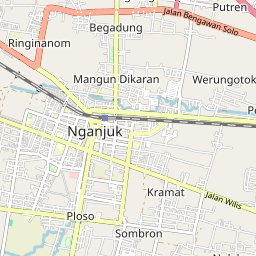 Putren
Jalan Bengawan Solo
Begadung
Ringinanom
Mangun Dikaran
Werungotok
Nganjuk
Kramat
Jalan Wilis
Ploso
Sombron